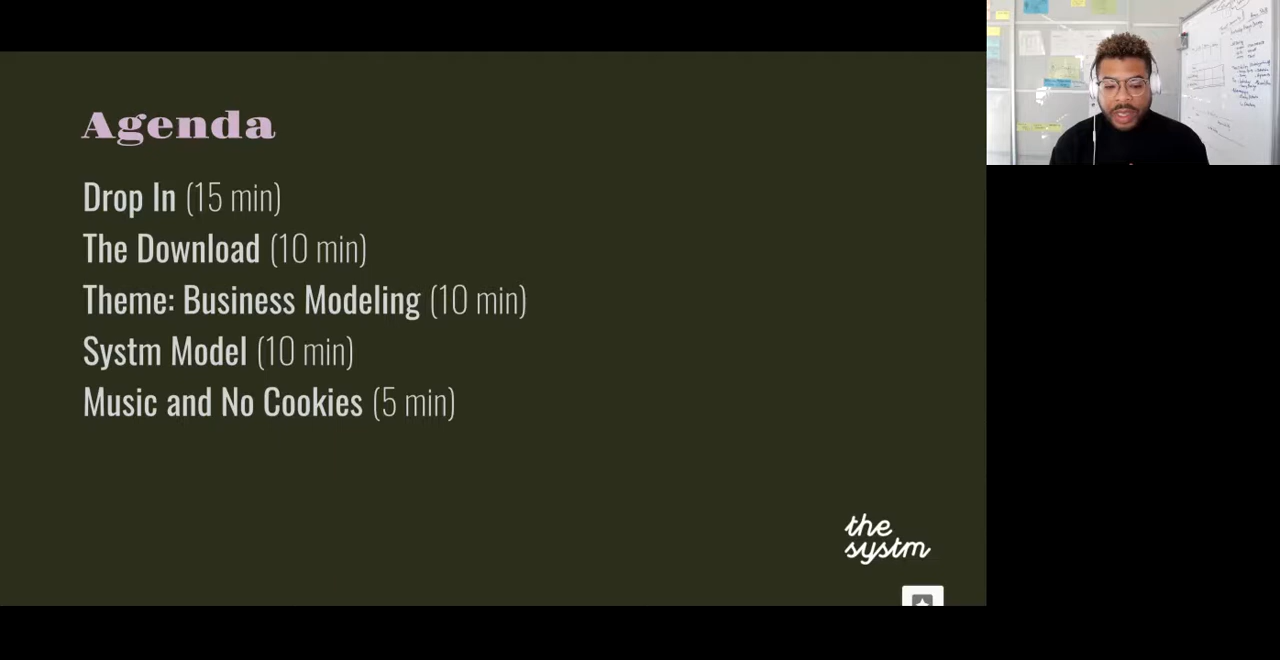 Agenda
Drop In (15 min)
The Download (10 min)
Theme: Business Modeling (10 min)
Systm Model (10 min)
Music and No Cookies (5 min)
the
systm